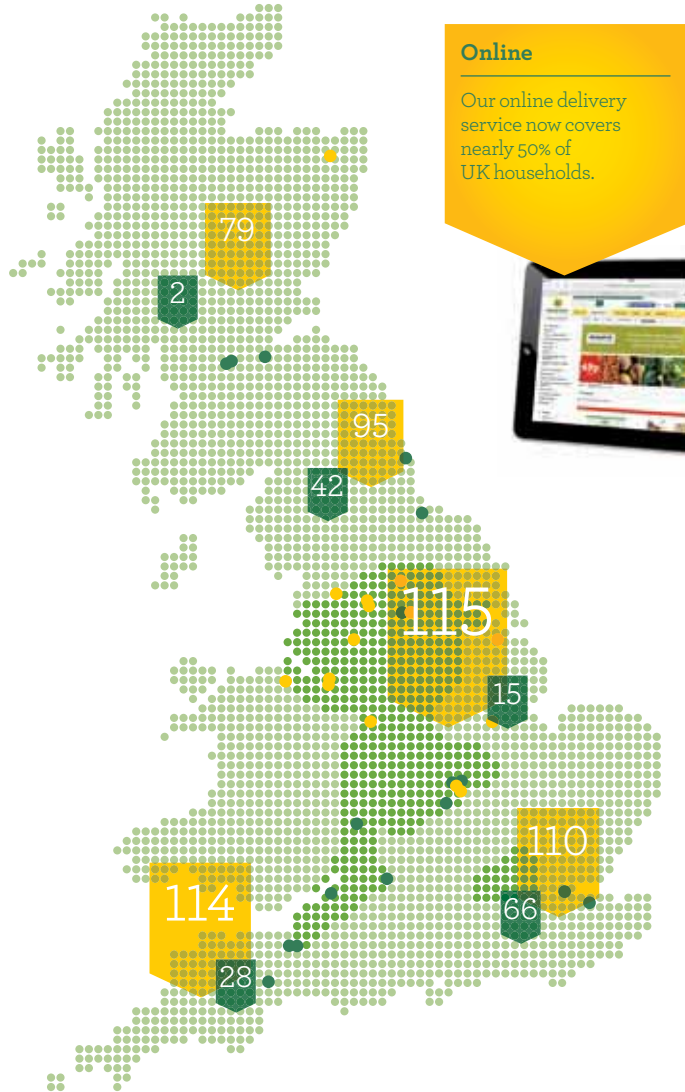 Online
Our online delivery
service now covers
nearly 50% of
UK households.
79
2
95
42
115
15
110
66
114
28